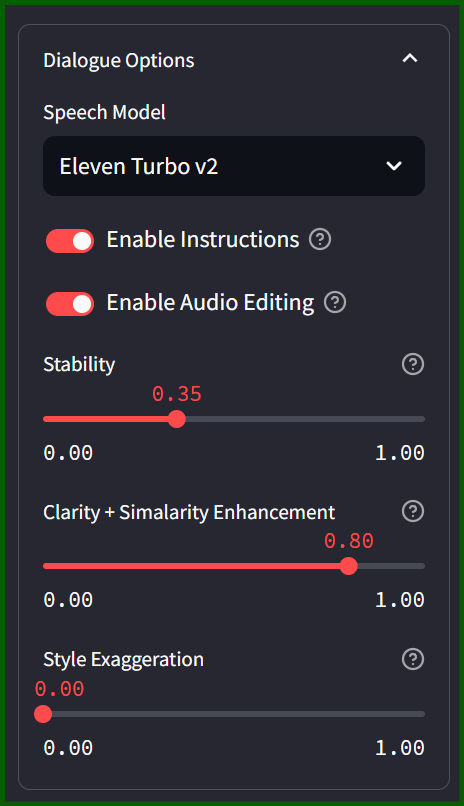 Dialogue Options
Speech Model
Eleven Turbo v2
Enable Instructions
Enable Audio Editing
Stability
0.35
0.00 1.00
Clarity + Simalarity Enhancement
0.80
0.00 1.00
Style Exaggeration
0.00
0.00 1.00